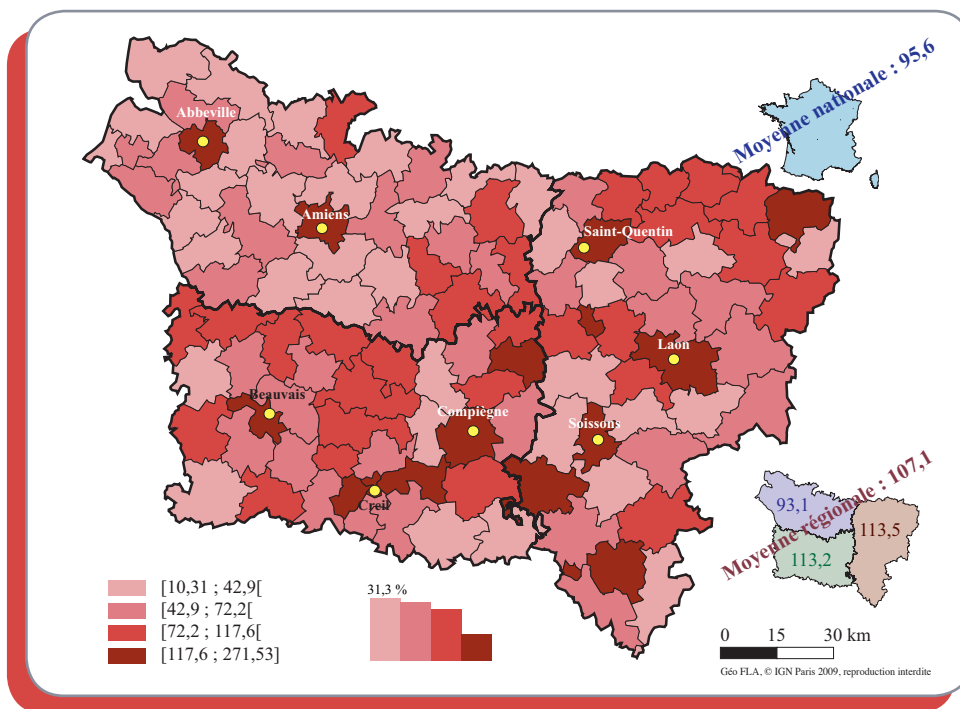 Moyenne nationale : 95,6
Abbeville
Amiens
Saint-Quentin
Laon
Beauvais
Compiègne
Soissons
Creil
Moyenne régionale : 107,1
93,1
113,5
113,2
[10,31 ; 42,9[
[42,9 ; 72,2[
[72,2 ; 117,6[
[117,6 ; 271,53]
31,3 %
0 15 30 km
Géo FLA, © IGN Paris 2009, reproduction interdite